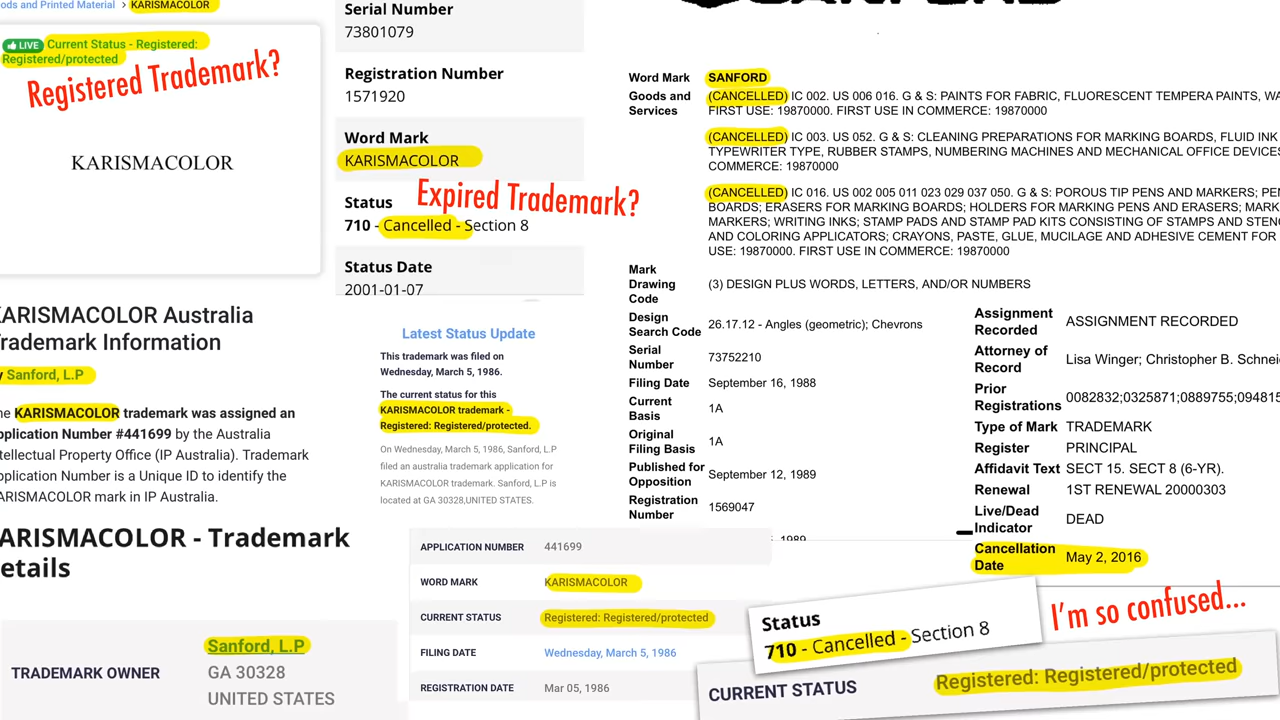 ods and Printed Material > KARISMACOLOR
LIVE Current Status - Registered:
Registered/protected
Registered Trademark?
KARISMACOLOR
KARISMACOLOR Australia
Trademark Information
by Sanford, L.P
The KARISMACOLOR trademark was assigned an
Application Number #441699 by the Australia
Intellectual Property Office (IP Australia). Trademark
Application Number is a Unique ID to identify the
KARISMACOLOR mark in IP Australia.
KARISMACOLOR - Trademark
Details
TRADEMARK OWNER
Sanford, L.P
GA 30328
UNITED STATES
Serial Number
73801079
Registration Number
1571920
Word Mark
KARISMACOLOR
Status
710 - Cancelled - Section 8
Expired Trademark?
Status Date
2001-01-07
Latest Status Update
This trademark was filed on
Wednesday, March 5, 1986.
The current status for this
KARISMACOLOR trademark -
Registered: Registered/protected.
On Wednesday, March 5, 1986, Sanford, L.P
filed an australia trademark application for
KARISMACOLOR trademark. Sanford, L.P is
located at GA 30328,UNITED STATES.
APPLICATION NUMBER 441699
WORD MARK KARISMACOLOR
CURRENT STATUS Registered: Registered/protected
FILING DATE Wednesday, March 5, 1986
REGISTRATION DATE Mar 05, 1986
SANFORD
Word Mark SANFORD
Goods and Services (CANCELLED) IC 002. US 006 016. G & S: PAINTS FOR FABRIC, FLUORESCENT TEMPERA PAINTS,
FIRST USE: 19870000. FIRST USE IN COMMERCE: 19870000
(CANCELLED) IC 003. US 052. G & S: CLEANING PREPARATIONS FOR MARKING BOARDS, FLUID INK
TYPEWRITER TYPE, RUBBER STAMPS, NUMBERING MACHINES AND MECHANICAL OFFICE DEVICES
COMMERCE: 19870000
(CANCELLED) IC 016. US 002 005 011 023 029 037 050. G & S: POROUS TIP PENS AND MARKERS; PEN
BOARDS; ERASERS FOR MARKING BOARDS; HOLDERS FOR MARKING PENS AND ERASERS; MARK
MARKERS; WRITING INKS; STAMP PADS AND STAMP PAD KITS CONSISTING OF STAMPS AND STENC
AND COLORING APPLICATORS; CRAYONS, PASTE, GLUE, MUCILAGE AND ADHESIVE CEMENT FOR
USE: 19870000. FIRST USE IN COMMERCE: 19870000
Mark Drawing Code (3) DESIGN PLUS WORDS, LETTERS, AND/OR NUMBERS
Design Search Code 26.17.12 - Angles (geometric); Chevrons
Serial Number 73752210
Filing Date September 16, 1988
Current Basis 1A
Original Filing Basis 1A
Published for Opposition September 12, 1989
Registration Number 1569047
1989
Assignment Recorded ASSIGNMENT RECORDED
Attorney of Record Lisa Winger; Christopher B. Schnei
Prior Registrations 0082832;0325871;0889755;094815
Type of Mark TRADEMARK
Register PRINCIPAL
Affidavit Text SECT 15. SECT 8 (6-YR).
Renewal 1ST RENEWAL 20000303
Live/Dead Indicator DEAD
Cancellation Date May 2, 2016
Status
710 - Cancelled - Section 8
I'm so confused...
CURRENT STATUS Registered: Registered/protected